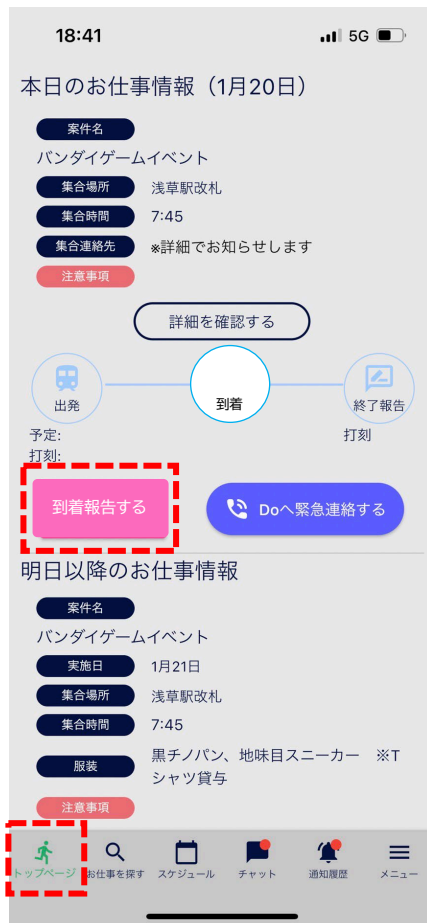 18:41
5G
本日のお仕事情報（1月20日）
案件名
バンダイゲームイベント
集合場所 浅草駅改札
集合時間 7:45
集合連絡先 ※詳細でお知らせします
注意事項
詳細を確認する
出発 到着 終了報告
予定: 打刻
打刻:
到着報告する Doへ緊急連絡する
明日以降のお仕事情報
案件名
バンダイゲームイベント
実施日 1月21日
集合場所 浅草駅改札
集合時間 7:45
服装 黒チノパン、地味目スニーカー　※T
シャツ貸与
注意事項
トップページ お仕事を探す スケジュール チャット 通知履歴 メニュー